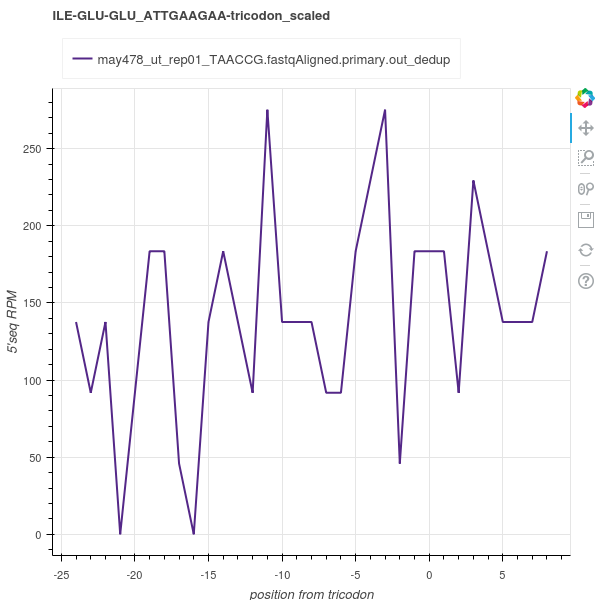 ILE-GLU-GLU_ATTGAAGAA-tricodon_scaled
may478_ut_rep01_TAACCG.fastqAligned.primary.out_dedup
250
200
150
100
50
0
5'seq RPM
-25 -20 -15 -10 -5 0 5
position from tricodon